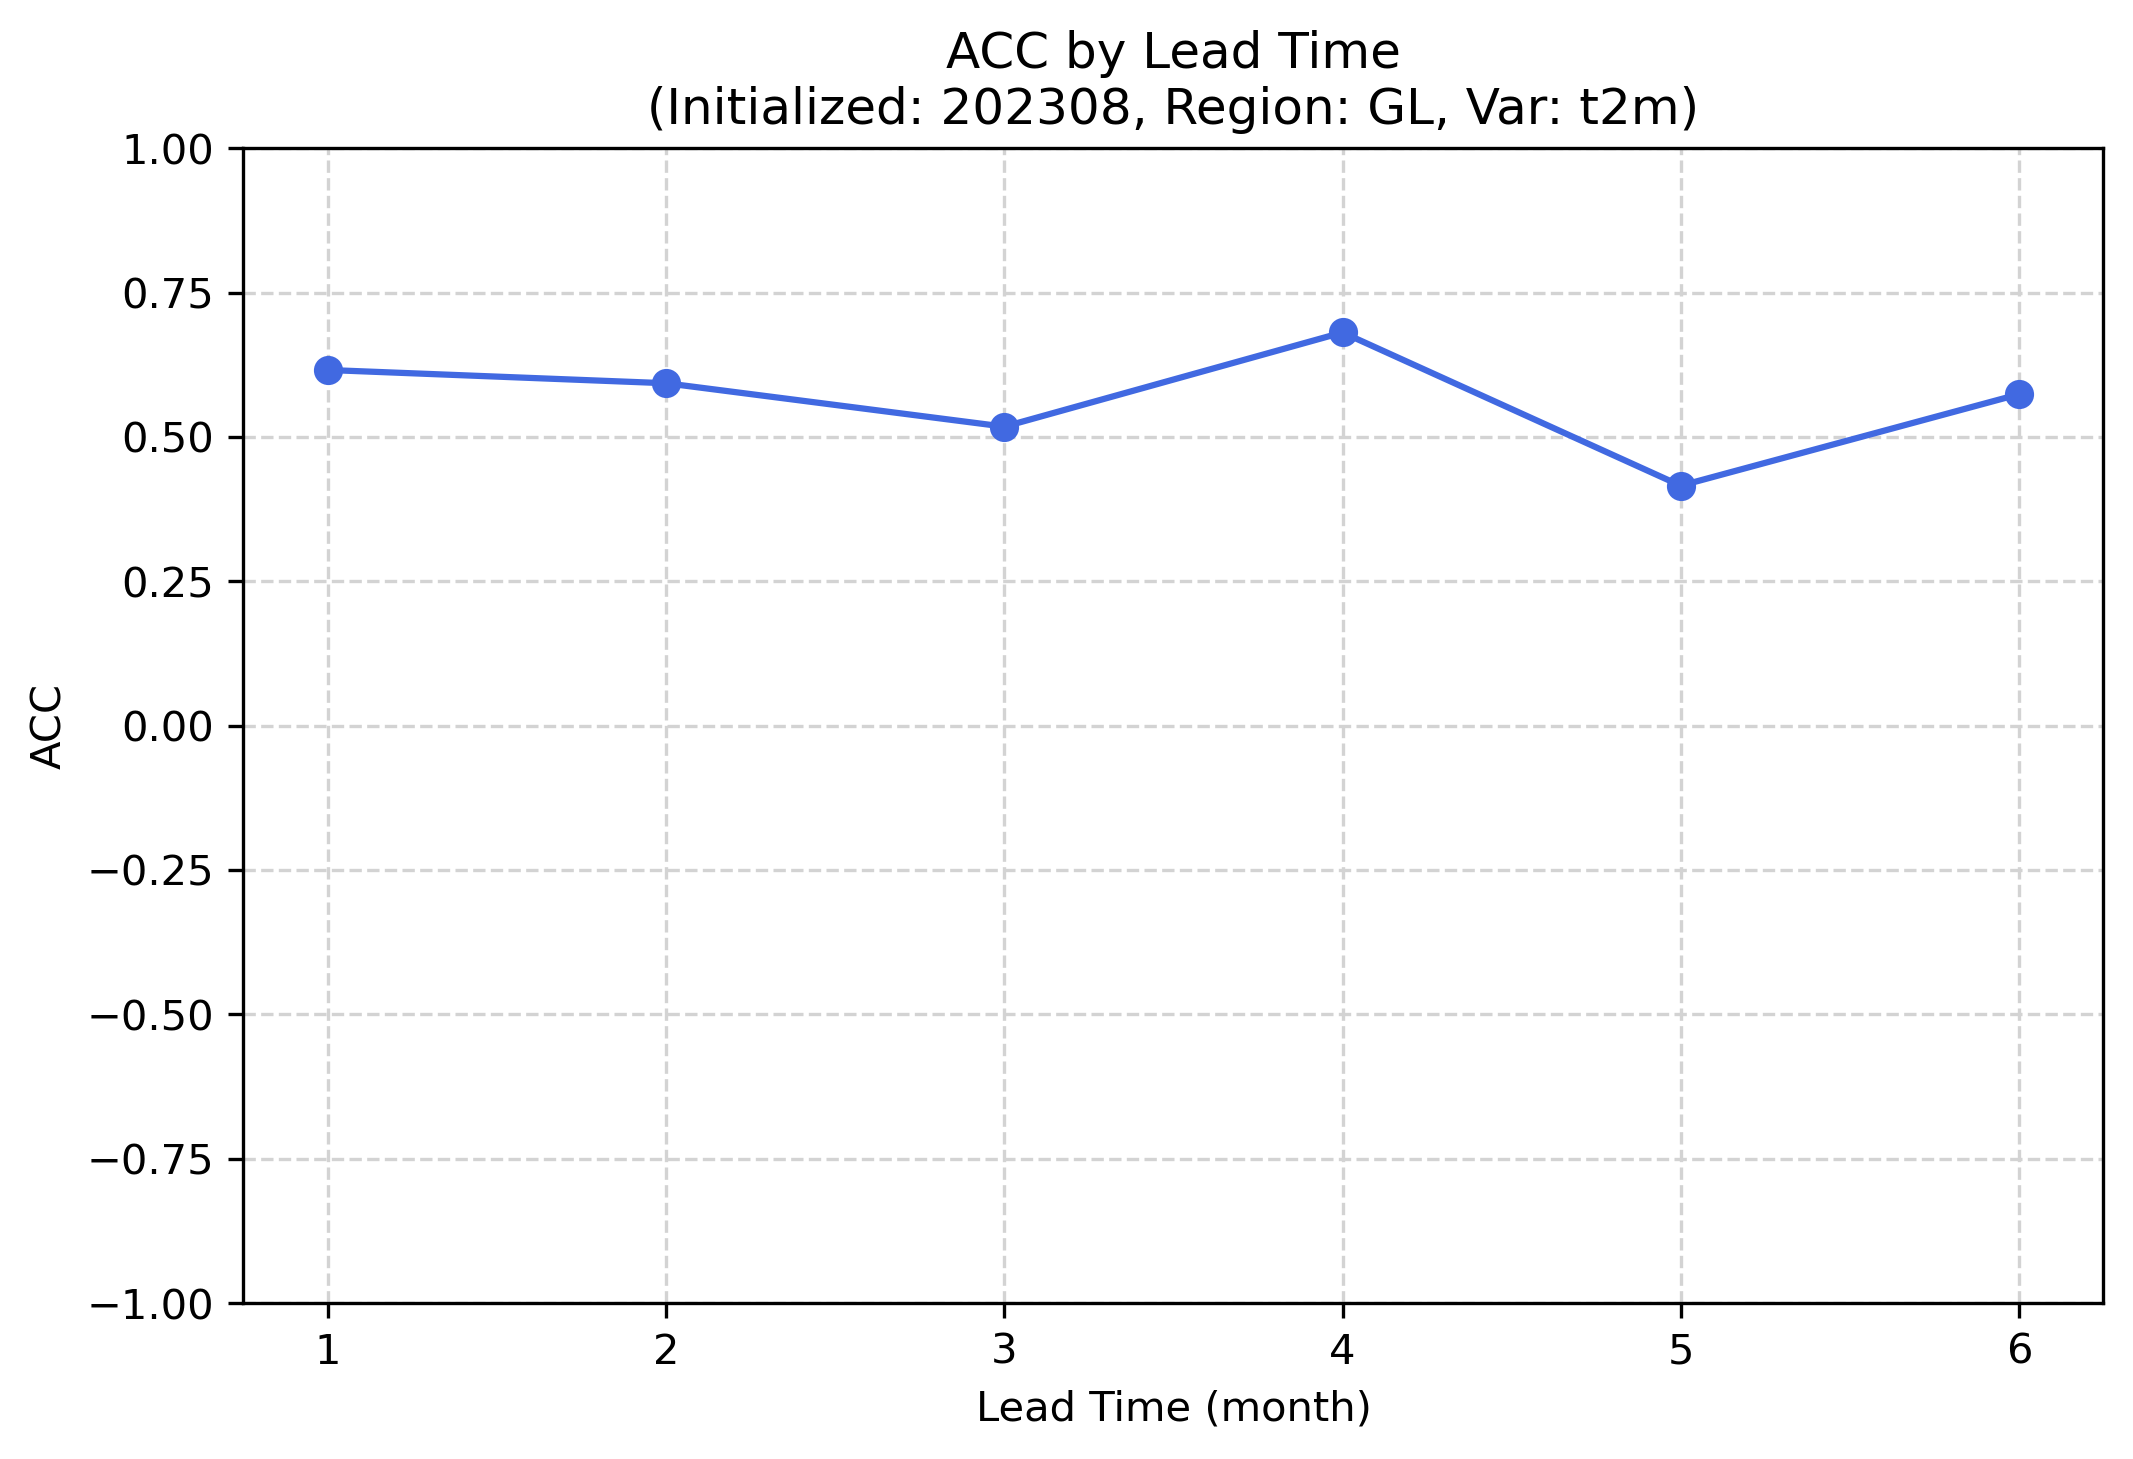 ACC by Lead Time
(Initialized: 202308, Region: GL, Var: t2m)
1.00
0.75
0.50
0.25
0.00
−0.25
−0.50
−0.75
−1.00
ACC
1 2 3 4 5 6
Lead Time (month)